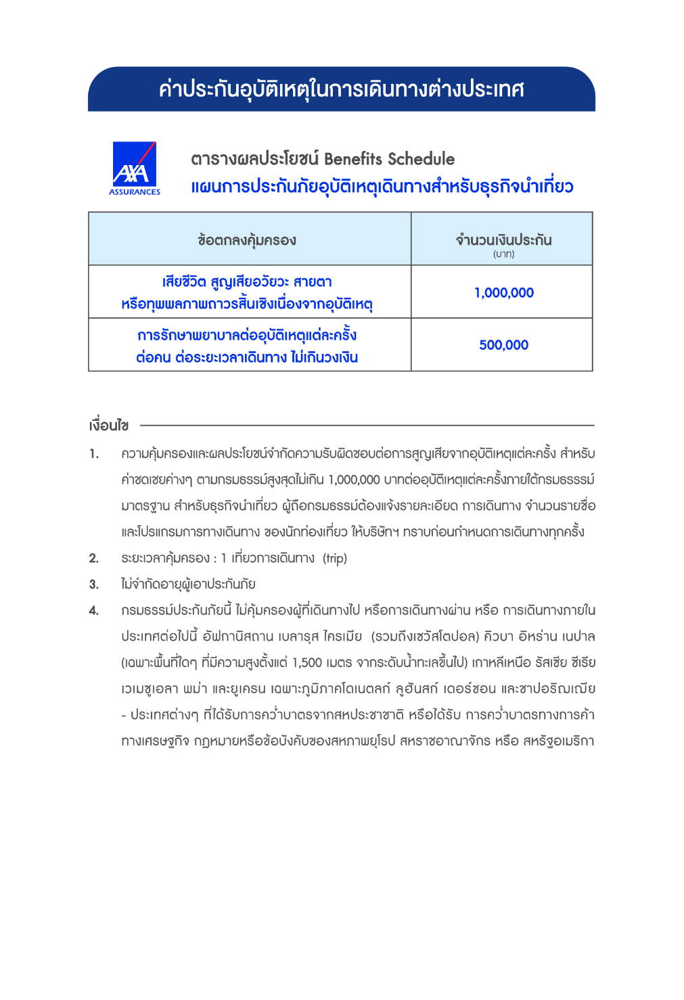 ค่าประกันอุบัติเหตุในการเดินทางต่างประเทศ
AXA
ASSURANCES
ตารางผลประโยชน์ Benefits Schedule
แผนการประกันภัยอุบัติเหตุเดินทางสำหรับธุรกิจนำเที่ยว
ข้อตกลงคุ้มครอง
จำนวนเงินประกัน
(บาท)
เสียชีวิต สูญเสียอวัยวะ สายตา
หรือทุพพลภาพถาวรสิ้นเชิงเนื่องจากอุบัติเหตุ
1,000,000
การรักษาพยาบาลต่ออุบัติเหตุแต่ละครั้ง
ต่อคน ต่อระยะเวลาเดินทาง ไม่เกินวงเงิน
500,000
เงื่อนไข
1. ความคุ้มครองและผลประโยชน์จำกัดความรับผิดชอบต่อการสูญเสียจากอุบัติเหตุแต่ละครั้ง สำหรับ
ค่าชดเชยค่างๆ ตามกรมธรรม์สูงสุดไม่เกิน 1,000,000 บาทต่ออุบัติเหตุแต่ละครั้งภายใต้กรมธรรรม์
มาตรฐาน สำหรับธุรกิจนำเที่ยว ผู้ถือกรมธรรม์ต้องแจ้งรายละเอียด การเดินทาง จำนวนรายชื่อ
และโปรแกรมการทางเดินทาง ของนักท่องเที่ยว ให้บริษัทฯ ทราบก่อนกำหนดการเดินทางทุกครั้ง
2. ระยะเวลาคุ้มครอง : 1 เที่ยวการเดินทาง (trip)
3. ไม่จำกัดอายุผู้เอาประกันภัย
4. กรมธรรม์ประกันภัยนี้ ไม่คุ้มครองผู้ที่เดินทางไป หรือการเดินทางผ่าน หรือ การเดินทางภายใน
ประเทศต่อไปนี้ อัฟกานิสถาน เบลารุส ไครเมีย (รวมถึงเซวัสโตปอล) คิวบา อิหร่าน เนปาล
(เฉพาะพื้นที่ใดๆ ที่มีความสูงตั้งแต่ 1,500 เมตร จากระดับน้ำทะเลขึ้นไป) เกาหลีเหนือ รัสเซีย ซีเรีย
เวเมซูเอลา พม่า และยูเครน เฉพาะภูมิภาคโดเนตลก์ ลูฮันสก์ เดอร์ซอน และซาปอริฌเฌีย
- ประเทศต่างๆ ที่ได้รับการคว่ำบาตรจากสหประชาชาติ หรือได้รับ การคว่ำบาตรทางการค้า
ทางเศรษฐกิจ กฎหมายหรือข้อบังคับของสหภาพยุโรป สหราชอาณาจักร หรือ สหรัฐอเมริกา